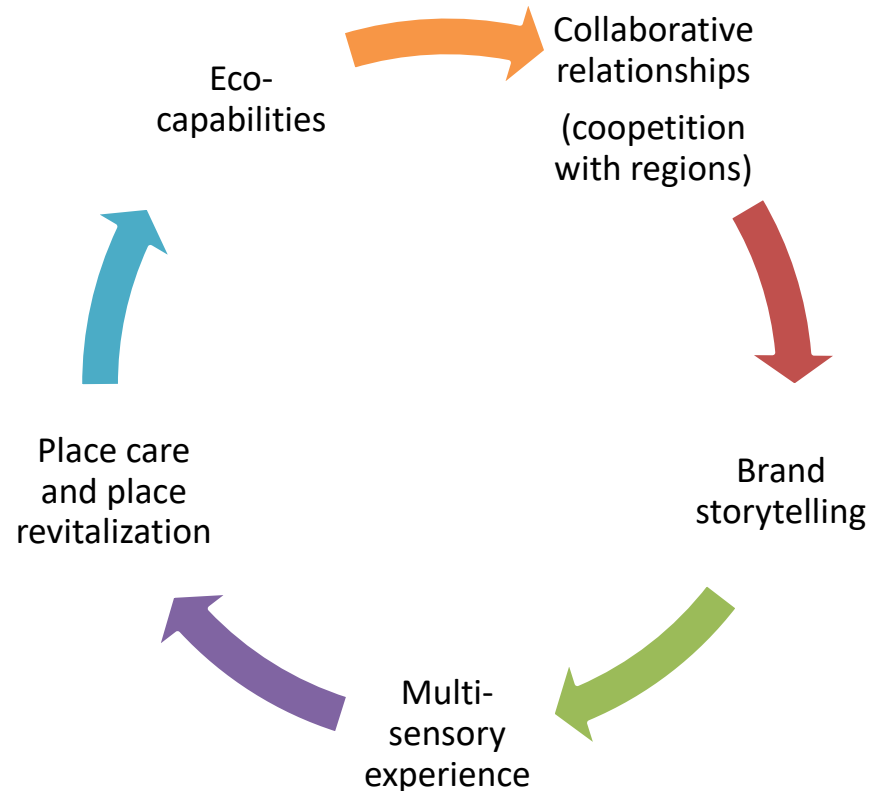 Eco-
capabilities
Collaborative
relationships
(coopetition
with regions)
Brand
storytelling
Multi-
sensory
experience
Place care
and place
revitalization